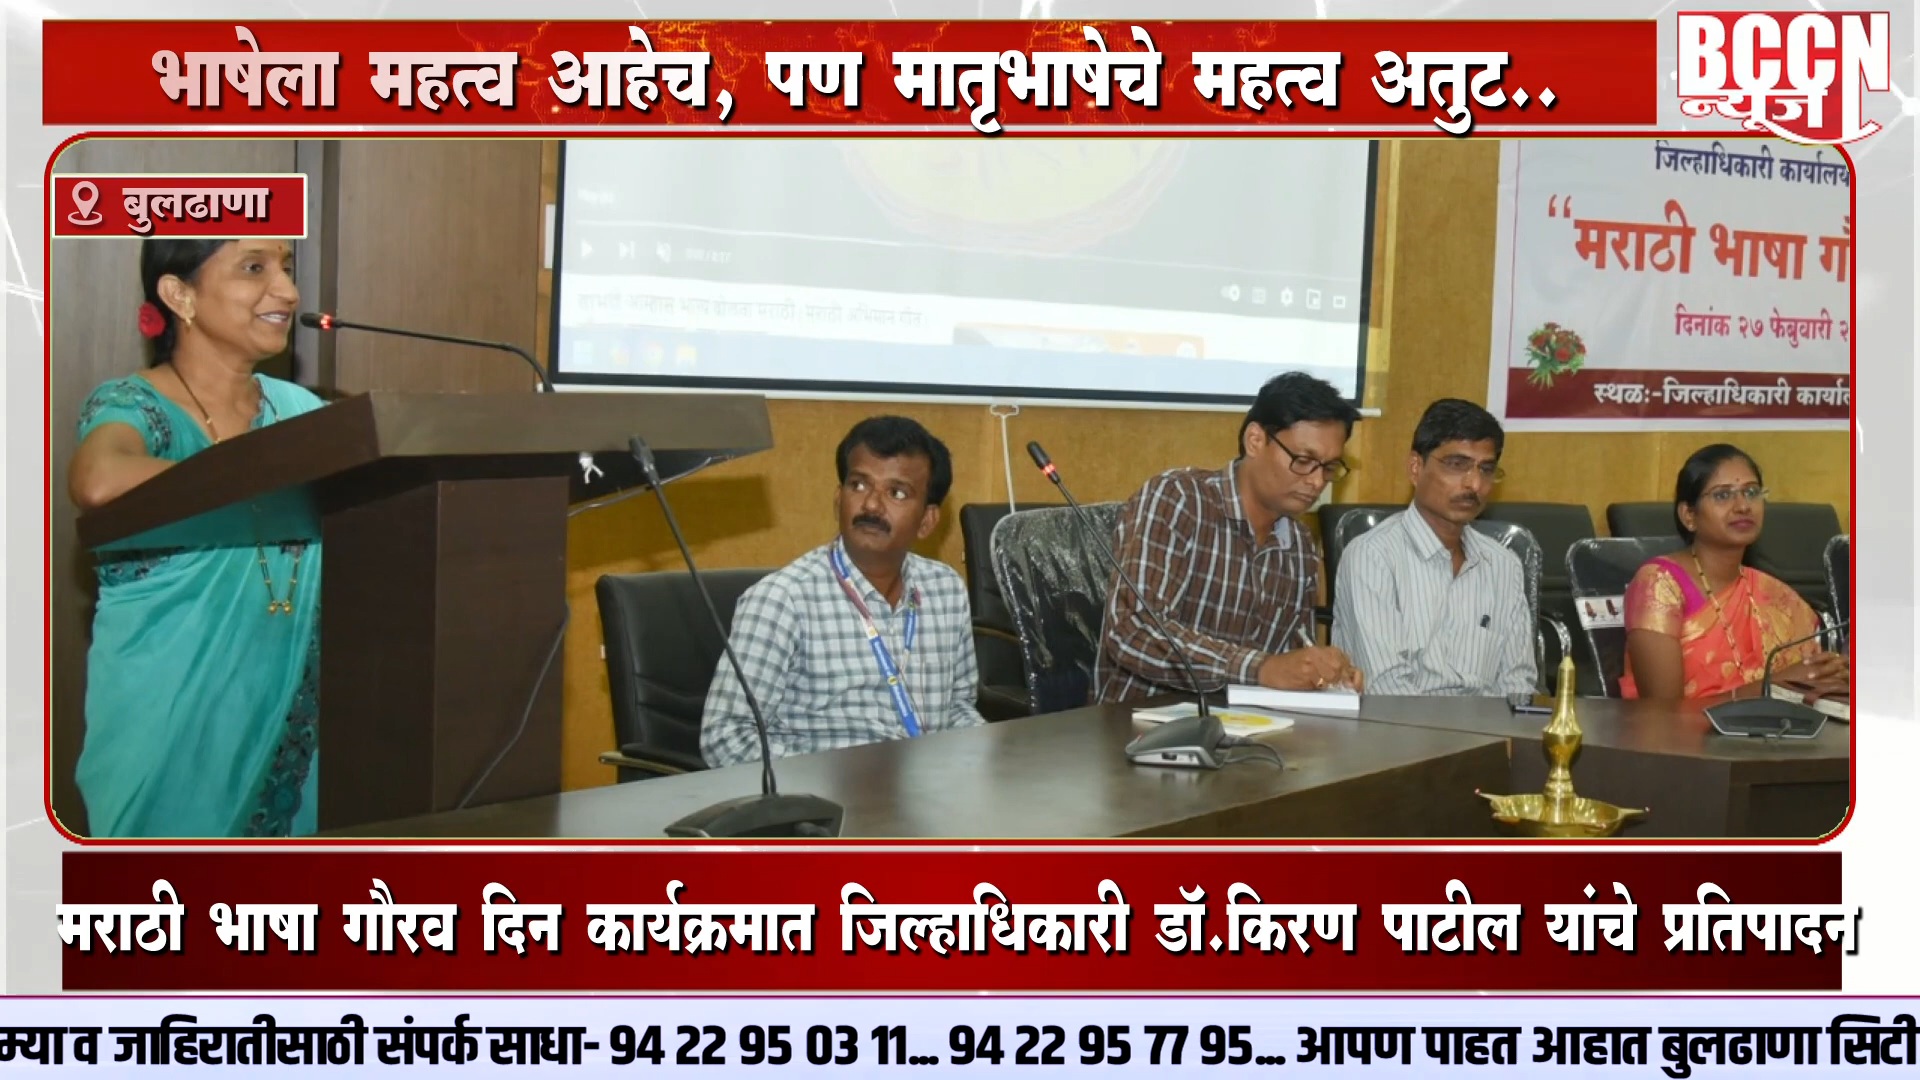 भाषेला महत्व आहेच, पण मातृभाषेचे महत्व अतुट..
BCCN
न्यूज
बुलढाणा
जिल्हाधिकारी कार्यालय
“मराठी भाषा गौ
दिनांक २७ फेब्रुवारी २
स्थळ:-जिल्हाधिकारी कार्याल
मराठी भाषा गौरव दिन कार्यक्रमात जिल्हाधिकारी डॉ.किरण पाटील यांचे प्रतिपादन
म्या व जाहिरातीसाठी संपर्क साधा- 94 22 95 03 11... 94 22 95 77 95... आपण पाहत आहात बुलढाणा सिटी